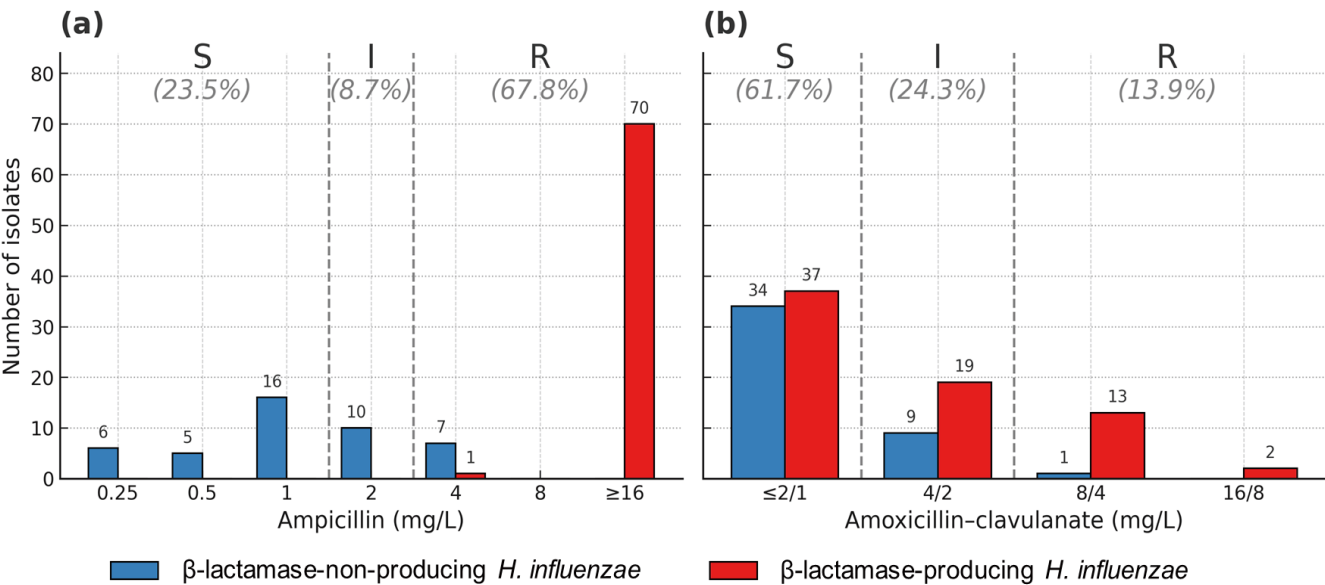 (a)
S I R
(23.5%) (8.7%) (67.8%)
Number of isolates
80
70
60
50
40
30
20
10
0
6 5 16 10 7 1 70
0.25 0.5 1 2 4 8 ≥16
Ampicillin (mg/L)
(b)
S I R
(61.7%) (24.3%) (13.9%)
34 37 9 19 1 13 2
≤2/1 4/2 8/4 16/8
Amoxicillin–clavulanate (mg/L)
β-lactamase-non-producing H. influenzae
β-lactamase-producing H. influenzae